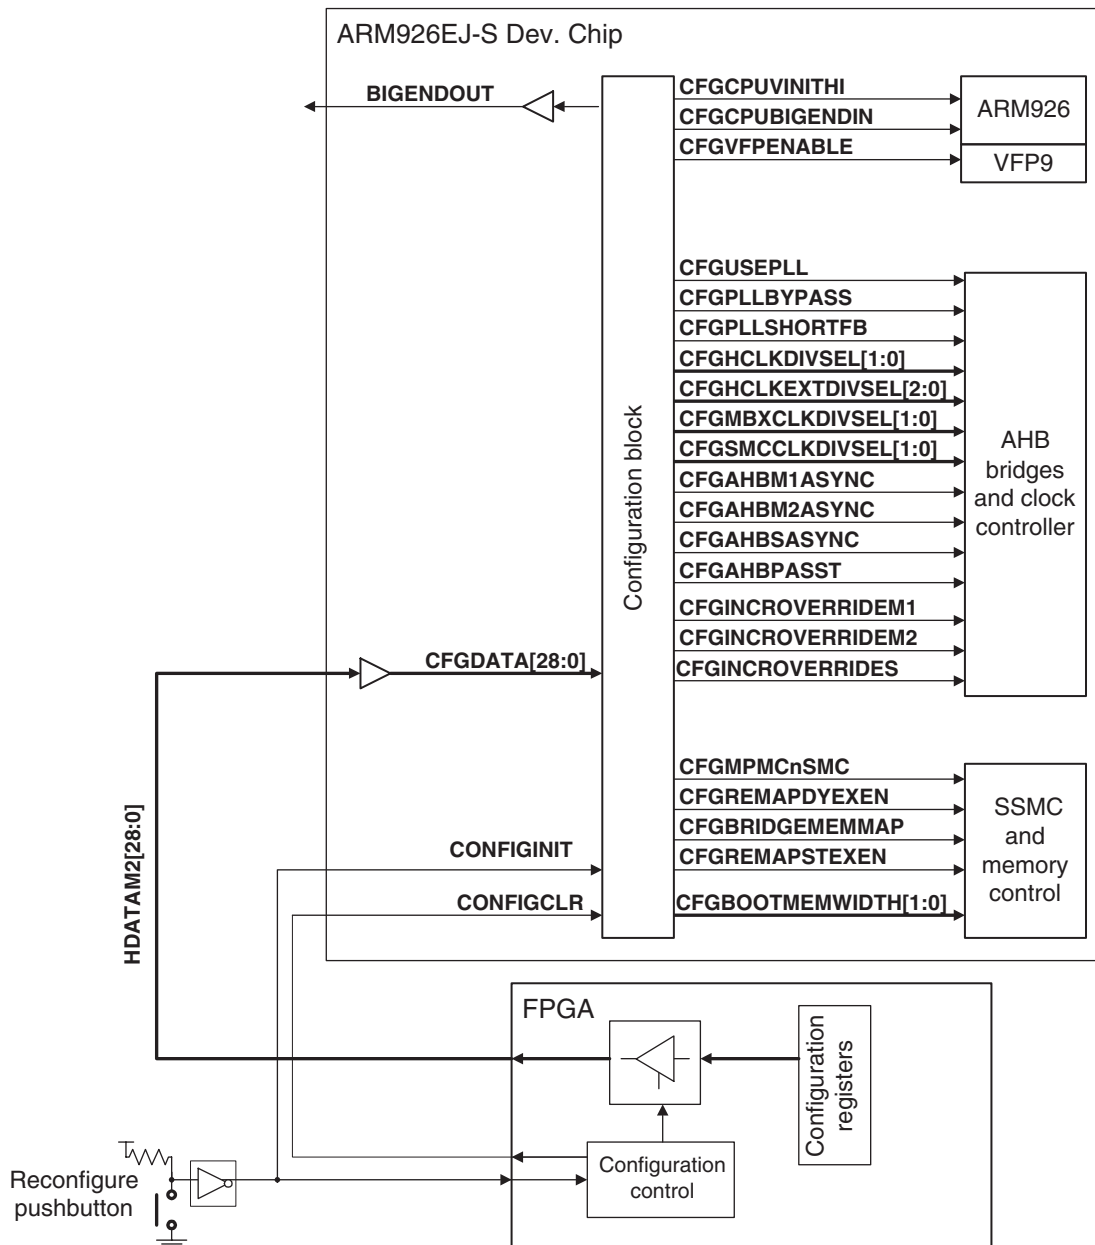 ARM926EJ-S Dev. Chip
BIGENDOUT
CFGCPUVINITHI
CFGCPUBIGENDIN
CFGVFPENABLE
ARM926
VFP9
Configuration block
CFGUSEPLL
CFGPLLBYPASS
CFGPLLSHORTFB
CFGHCLKDIVSEL[1:0]
CFGHCLKEXTDIVSEL[2:0]
CFGMBXCLKDIVSEL[1:0]
CFGSMCCLKDIVSEL[1:0]
CFGAHBM1ASYNC
CFGAHBM2ASYNC
CFGAHBSASYNC
CFGAHBPASST
CFGINCROVERRIDEM1
CFGINCROVERRIDEM2
CFGINCROVERRIDES
AHB
bridges
and clock
controller
CFGDATA[28:0]
HDATAM2[28:0]
CONFIGINIT
CONFIGCLR
CFGMPMCnSMC
CFGREMAPDYEXEN
CFGBRIDGEMEMMAP
CFGREMAPSTEXEN
CFGBOOTMEMWIDTH[1:0]
SSMC
and
memory
control
FPGA
Configuration
registers
Configuration
control
Reconfigure
pushbutton